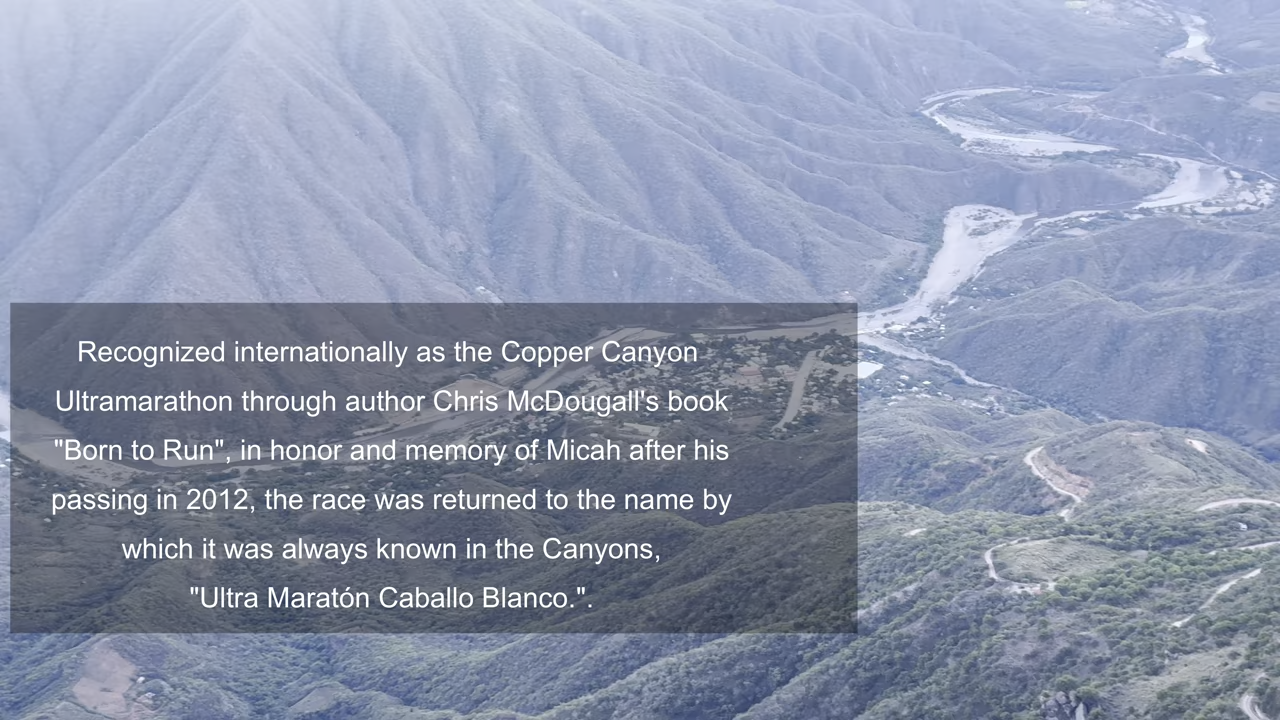 Recognized internationally as the Copper Canyon
Ultramarathon through author Chris McDougall's book
"Born to Run", in honor and memory of Micah after his
passing in 2012, the race was returned to the name by
which it was always known in the Canyons,
"Ultra Maratón Caballo Blanco.".